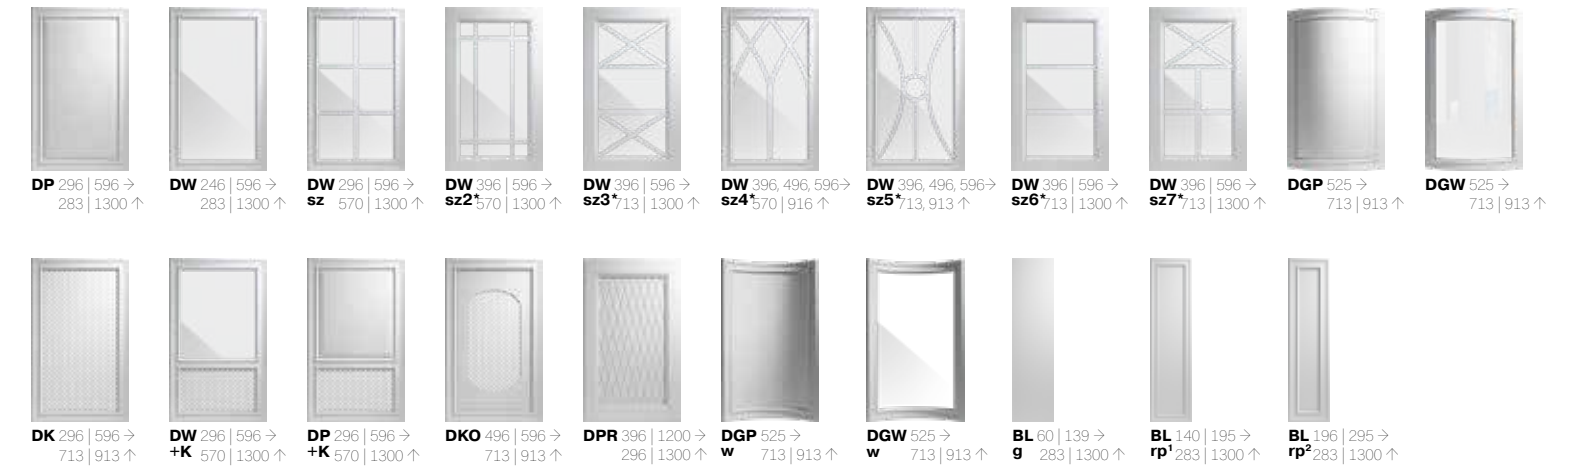 DP 296 | 596 →
283 | 1300 ↑
DW 246 | 596 →
283 | 1300 ↑
DW 296 | 596 →
sz 570 | 1300 ↑
DW 396 | 596 →
sz2* 570 | 1300 ↑
DW 396 | 596 →
sz3* 713 | 1300 ↑
DW 396, 496, 596→
sz4* 570 | 916 ↑
DW 396, 496, 596→
sz5* 713, 913 ↑
DW 396 | 596 →
sz6* 713 | 1300 ↑
DW 396 | 596 →
sz7* 713 | 1300 ↑
DGP 525 →
713 | 913 ↑
DGW 525 →
713 | 913 ↑
DK 296 | 596 →
713 | 913 ↑
DW 296 | 596 →
+K 570 | 1300 ↑
DP 296 | 596 →
+K 570 | 1300 ↑
DKO 496 | 596 →
713 | 913 ↑
DPR 396 | 1200 →
296 | 1300 ↑
DGP 525 →
w 713 | 913 ↑
DGW 525 →
w 713 | 913 ↑
BL 60 | 139 →
g 283 | 1300 ↑
BL 140 | 195 →
rp¹ 283 | 1300 ↑
BL 196 | 295 →
rp² 283 | 1300 ↑